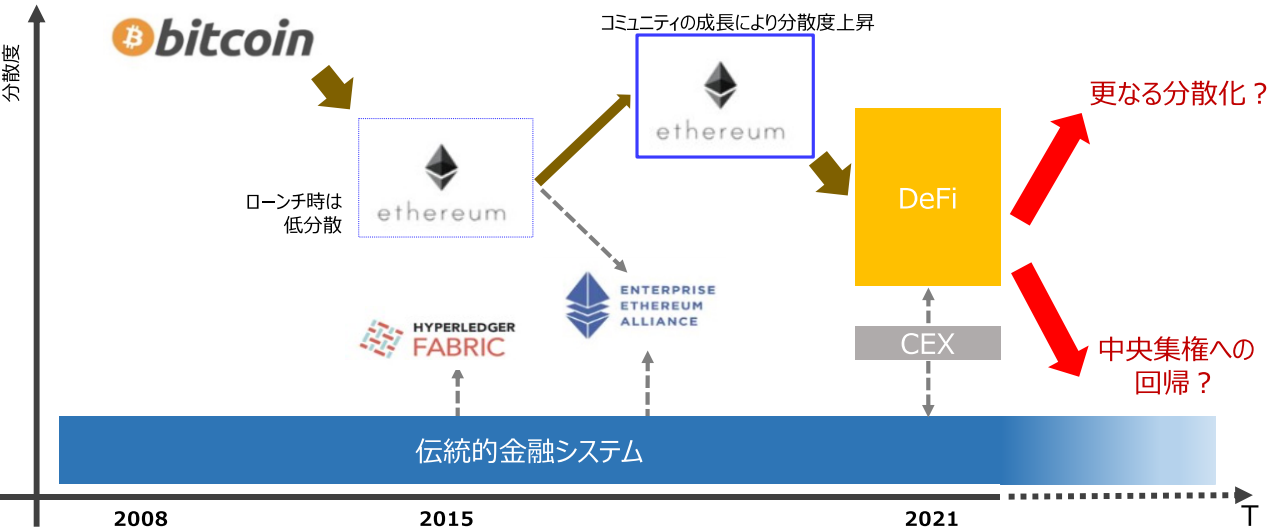 分散度
bitcoin
コミュニティの成長により分散度上昇
ethereum
更なる分散化？
ローンチ時は
低分散
ethereum
DeFi
ENTERPRISE
ETHEREUM
ALLIANCE
HYPERLEDGER
FABRIC
CEX
中央集権への
回帰？
伝統的金融システム
2008
2015
2021
T